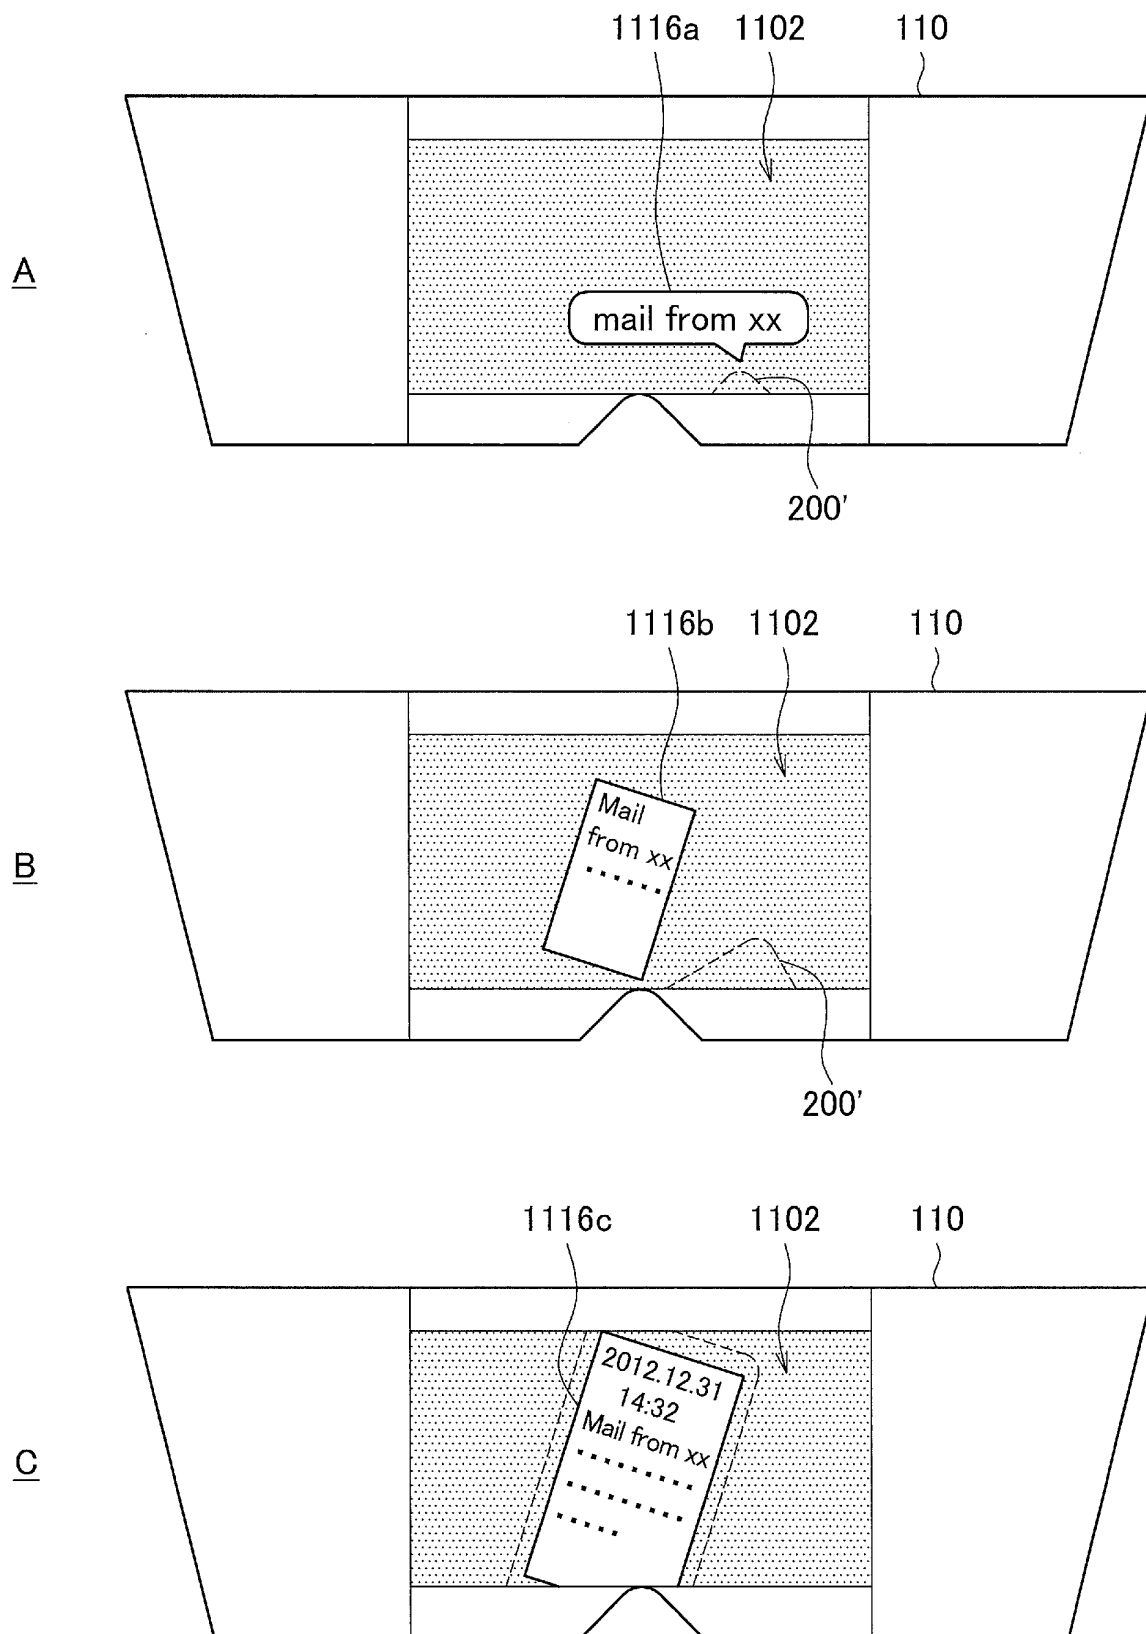 1116a 1102 110
A
mail from xx
200'
1116b 1102 110
B
Mail
from xx
200'
1116c 1102 110
C
2012.12.31
14:32
Mail from xx